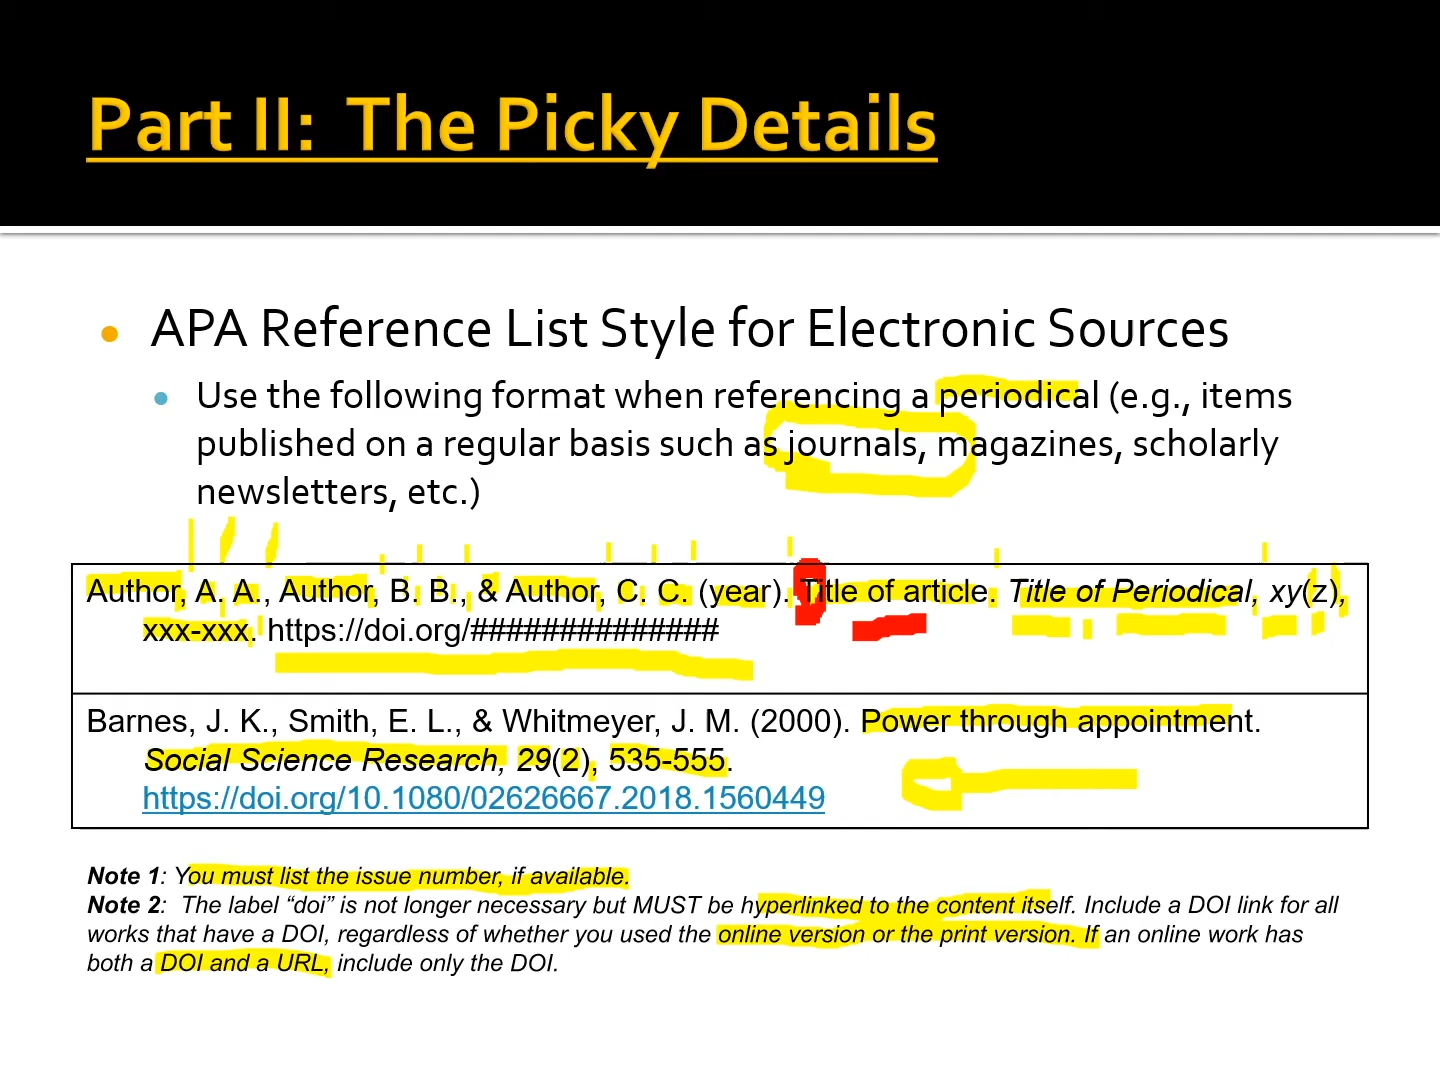 Part II:  The Picky Details
APA Reference List Style for Electronic Sources
Use the following format when referencing a periodical (e.g., items
published on a regular basis such as journals, magazines, scholarly
newsletters, etc.)
Author, A. A., Author, B. B., & Author, C. C. (year). Title of article. Title of Periodical, xy(z),
xxx-xxx. https://doi.org/##############
Barnes, J. K., Smith, E. L., & Whitmeyer, J. M. (2000). Power through appointment.
Social Science Research, 29(2), 535-555.
https://doi.org/10.1080/02626667.2018.1560449
Note 1: You must list the issue number, if available.
Note 2:  The label “doi” is not longer necessary but MUST be hyperlinked to the content itself. Include a DOI link for all
works that have a DOI, regardless of whether you used the online version or the print version. If an online work has
both a DOI and a URL, include only the DOI.